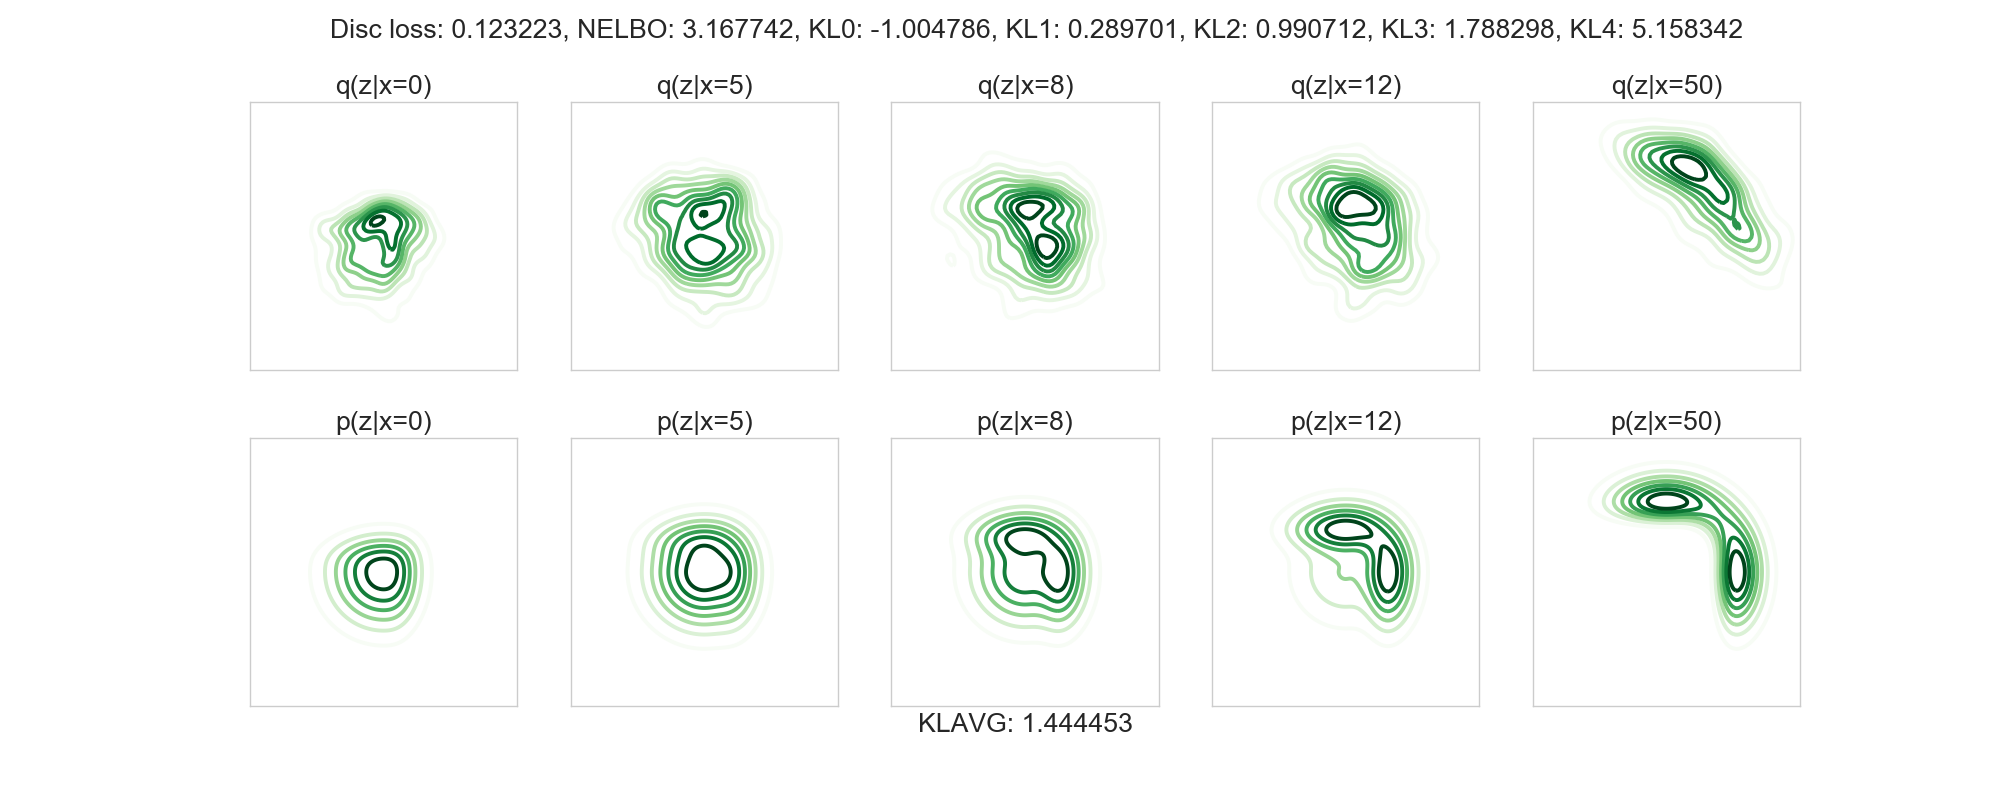 Disc loss: 0.123223, NELBO: 3.167742, KL0: -1.004786, KL1: 0.289701, KL2: 0.990712, KL3: 1.788298, KL4: 5.158342
q(z|x=0) q(z|x=5) q(z|x=8) q(z|x=12) q(z|x=50)
p(z|x=0) p(z|x=5) p(z|x=8) p(z|x=12) p(z|x=50)
KLAVG: 1.444453